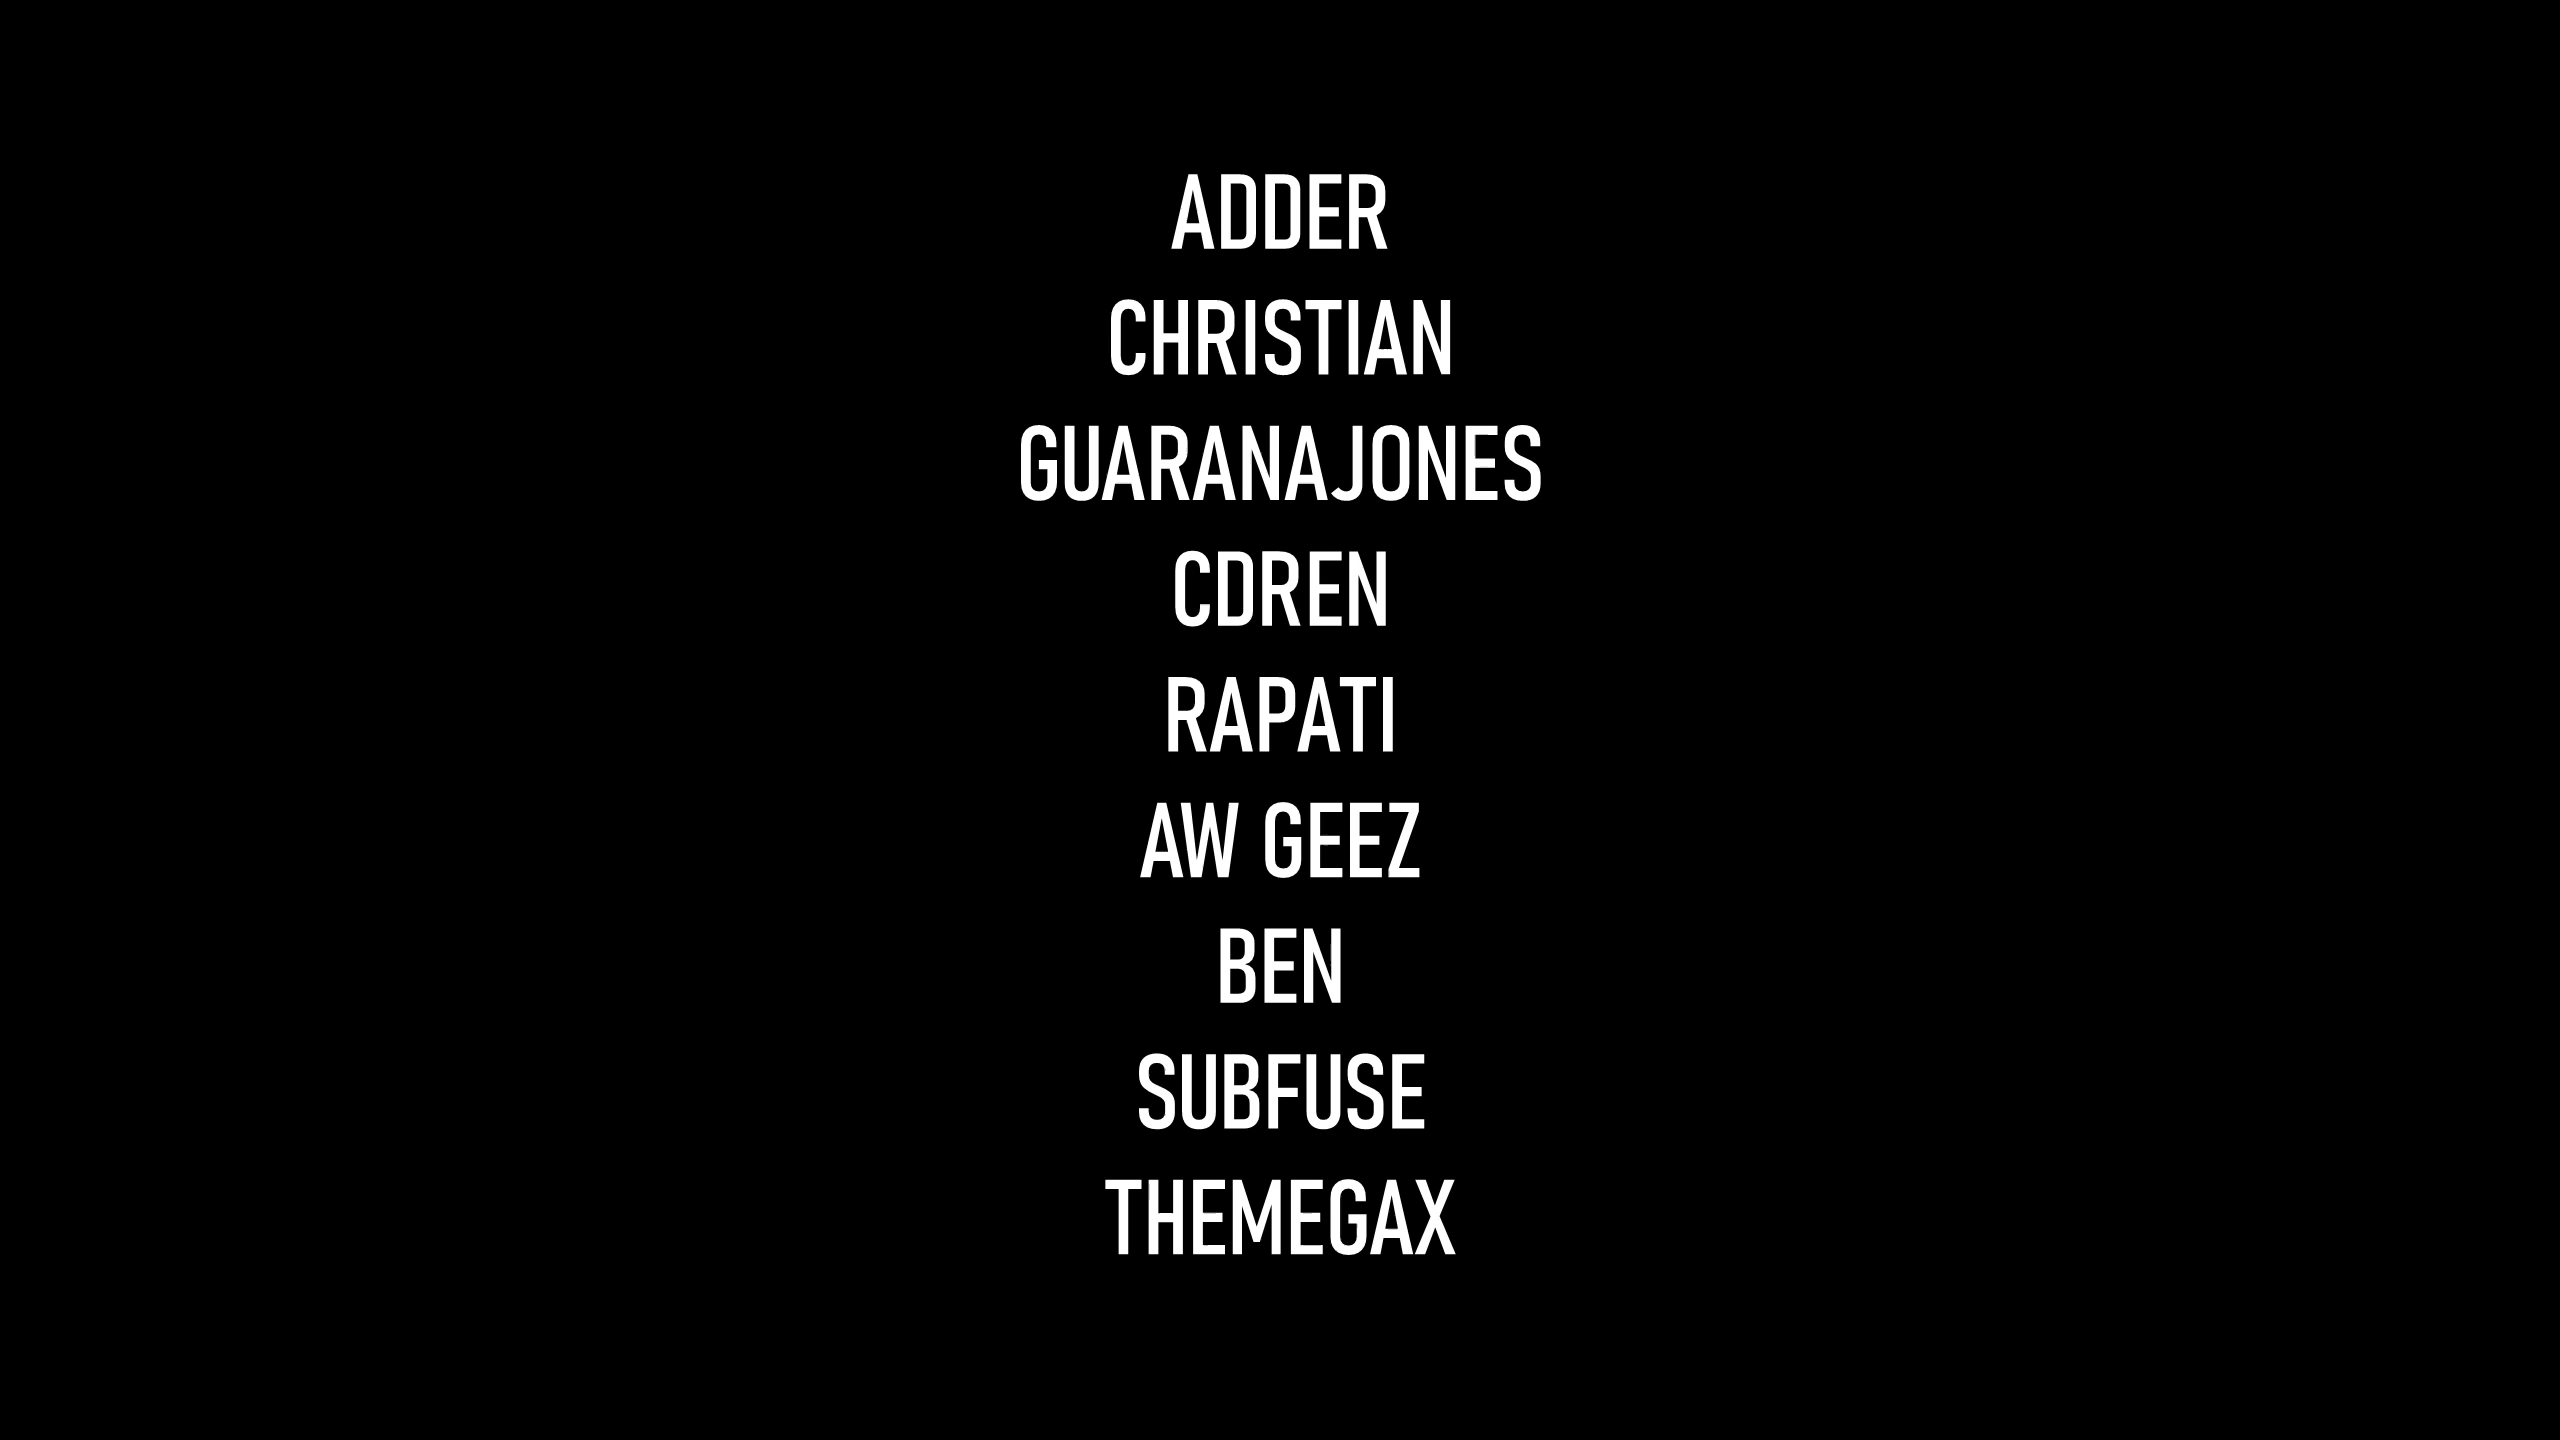 ADDER
CHRISTIAN
GUARANAJONES
CDREN
RAPATI
AW GEEZ
BEN
SUBFUSE
THEMEGAX